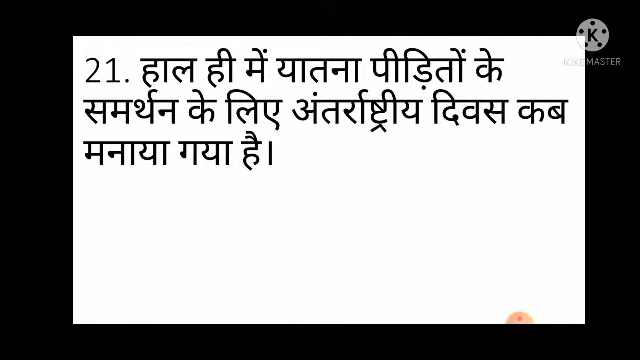 21. हाल ही में यातना पीड़ितों के
समर्थन के लिए अंतर्राष्ट्रीय दिवस कब
मनाया गया है।
K
KINEMASTER